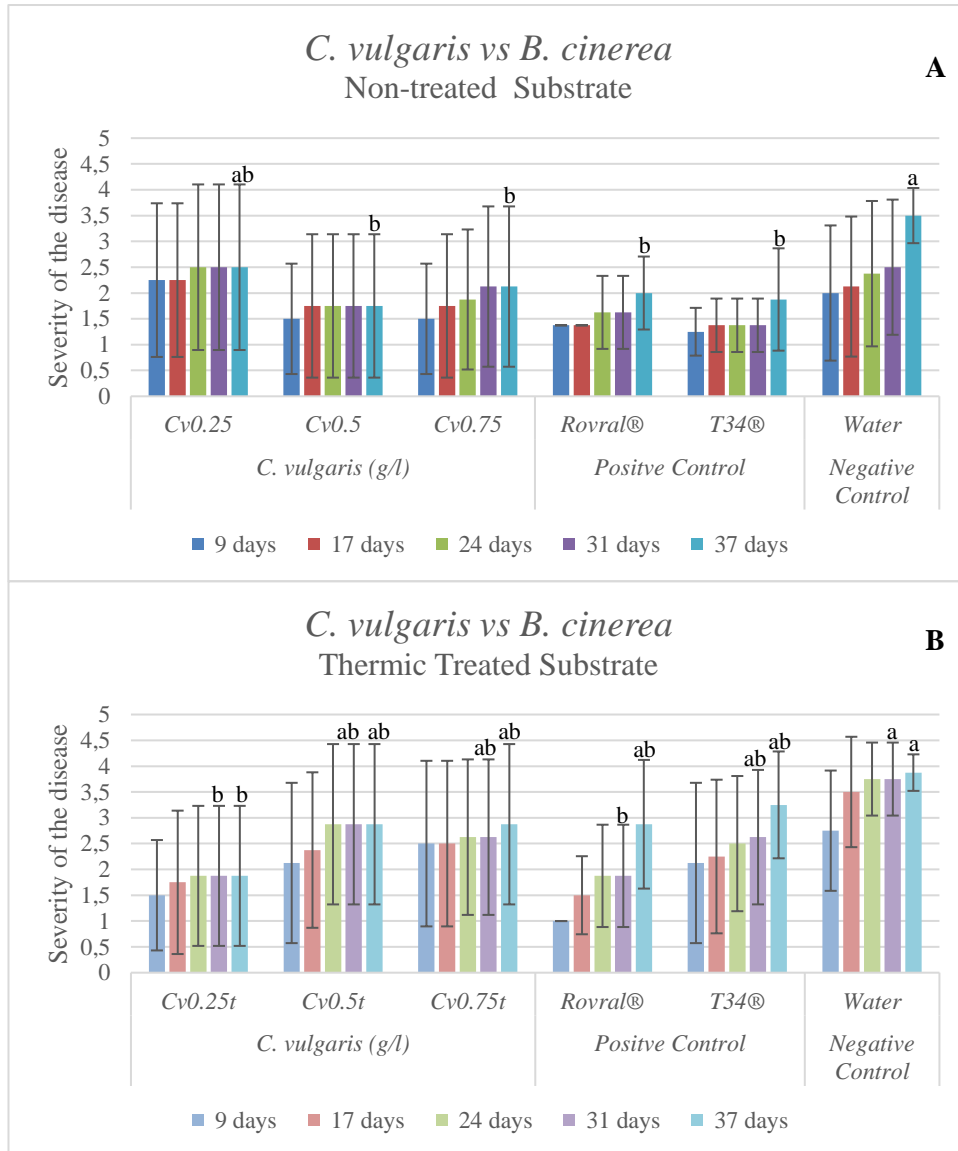 C. vulgaris vs B. cinerea
Non-treated Substrate
A
Severity of the disease
5
4,5
4
3,5
3
2,5
2
1,5
1
0,5
0
ab
b
b
b
b
a
Cv0.25 Cv0.5 Cv0.75 Rovral® T34® Water
C. vulgaris (g/l) Positve Control Negative
Control
9 days 17 days 24 days 31 days 37 days
C. vulgaris vs B. cinerea
Thermic Treated Substrate
B
Severity of the disease
5
4,5
4
3,5
3
2,5
2
1,5
1
0,5
0
b b
ab ab
ab ab
b ab
ab ab
a a
Cv0.25t Cv0.5t Cv0.75t Rovral® T34® Water
C. vulgaris (g/l) Positve Control Negative
Control
9 days 17 days 24 days 31 days 37 days